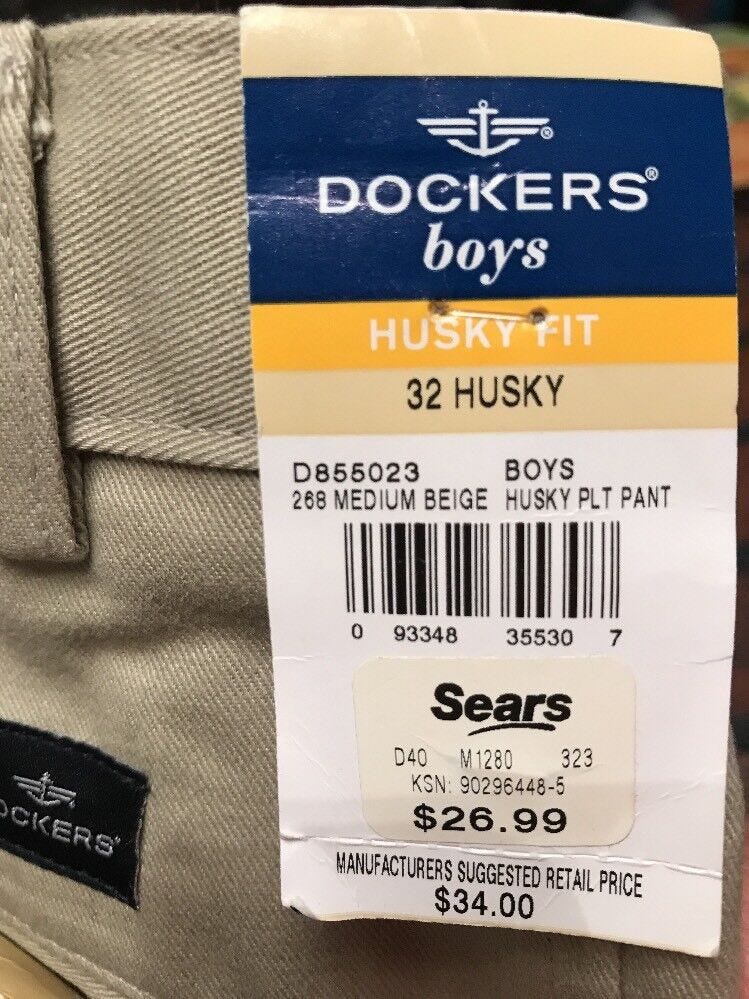 DOCKERS®
boys
HUSKY FIT
32 HUSKY
D855023 BOYS
268 MEDIUM BEIGE HUSKY PLT PANT
0 93348 35530 7
Sears
D40 M1280 323
KSN: 90296448-5
$26.99
MANUFACTURERS SUGGESTED RETAIL PRICE
$34.00
OCKERS®